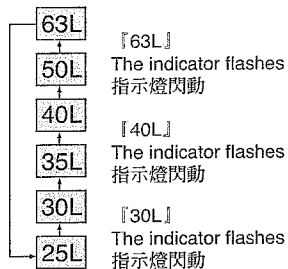 63L
『63L』
50L
The indicator flashes
指示燈閃動
40L
『40L』
35L
The indicator flashes
指示燈閃動
30L
『30L』
25L
The indicator flashes
指示燈閃動